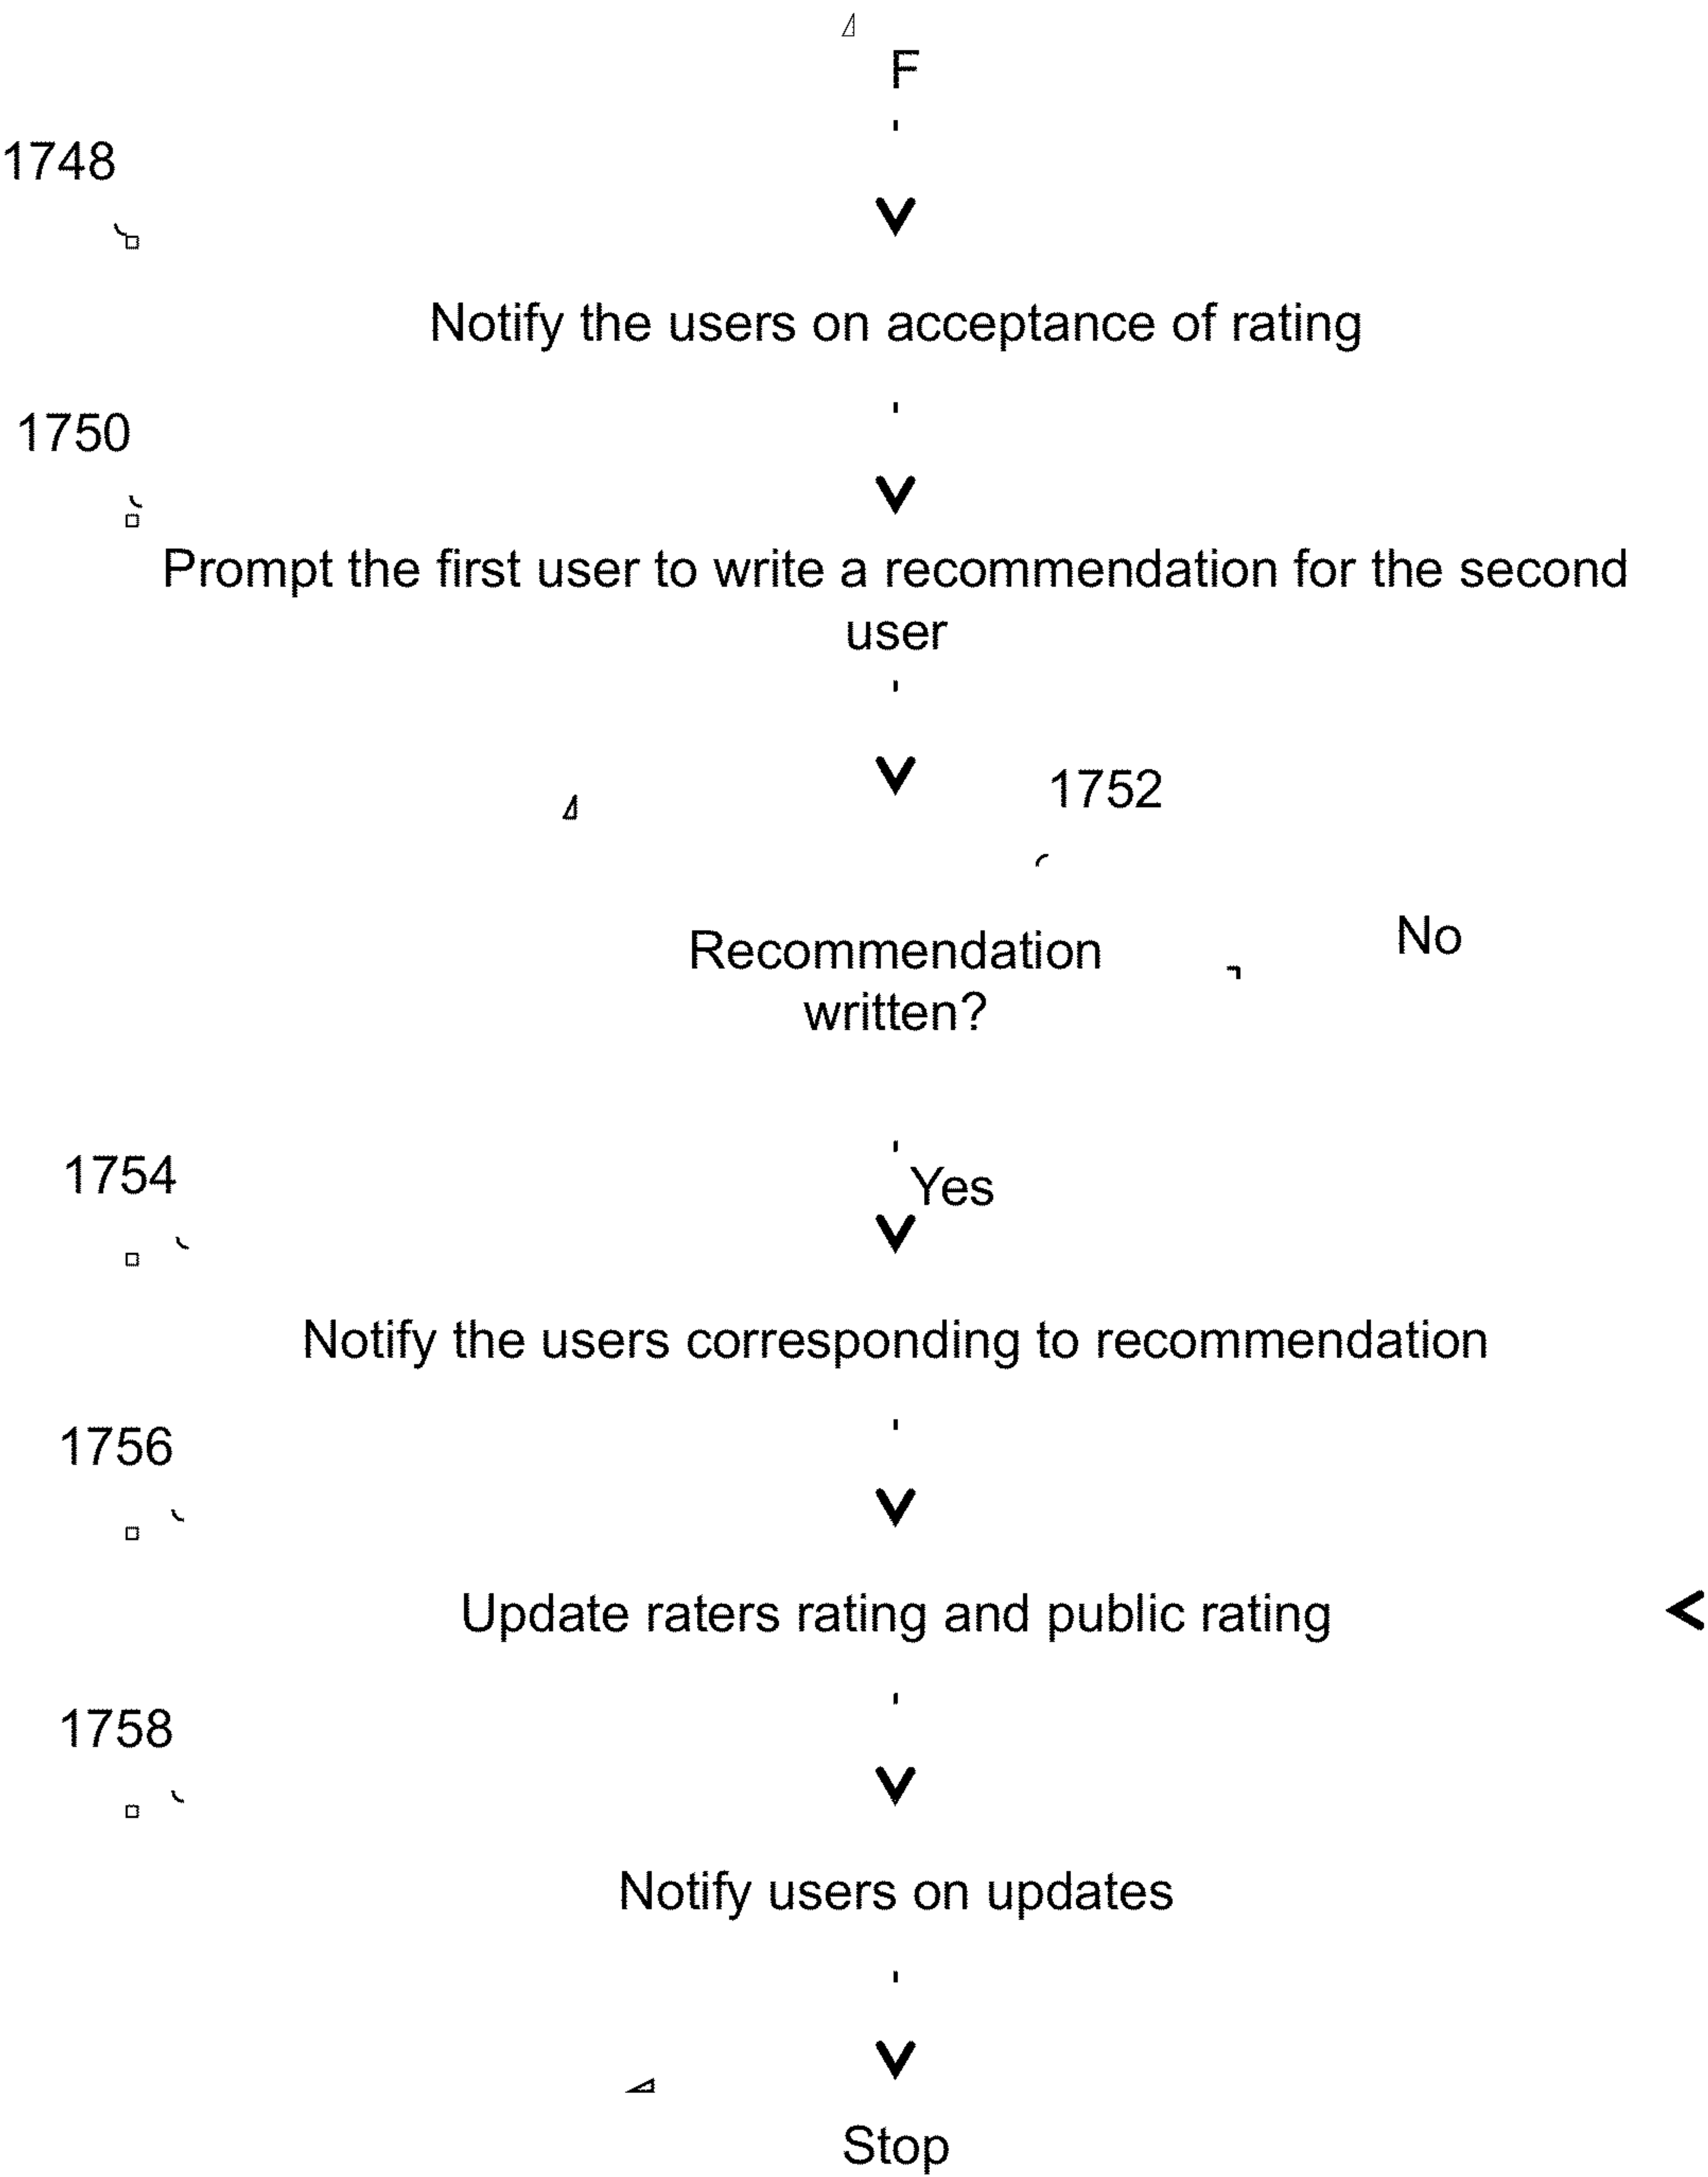 F
1748
Notify the users on acceptance of rating
1750
Prompt the first user to write a recommendation for the second
user
1752
Recommendation
written?
No
Yes
1754
Notify the users corresponding to recommendation
1756
Update raters rating and public rating
1758
Notify users on updates
Stop